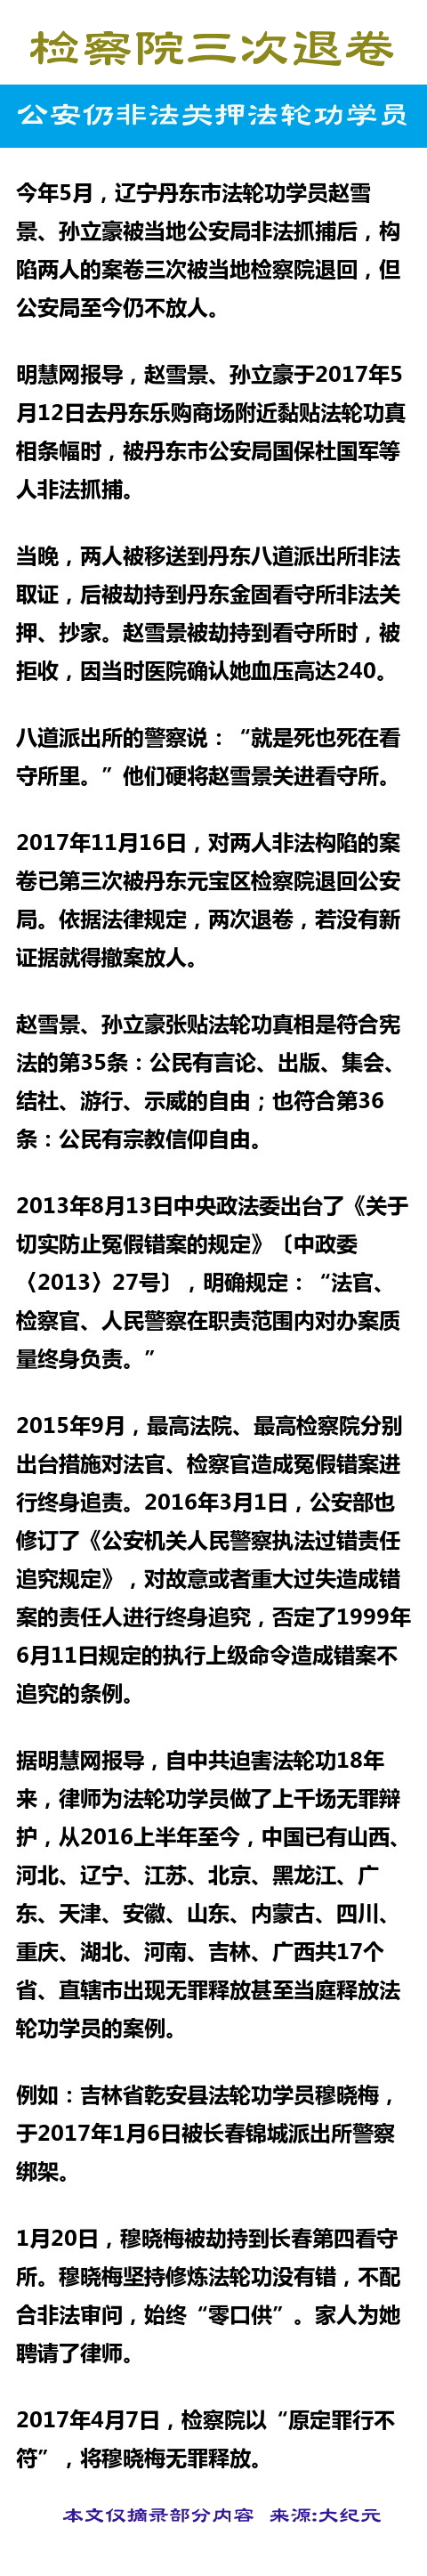 检察院三次退卷
公安仍非法关押法轮功学员
今年5月，辽宁丹东市法轮功学员赵雪
景、孙立豪被当地公安局非法抓捕后，构
陷两人的案卷三次被当地检察院退回，但
公安局至今仍不放人。
明慧网报导，赵雪景、孙立豪于2017年5
月12日去丹东乐购商场附近黏贴法轮功真
相条幅时，被丹东市公安局国保杜国军等
人非法抓捕。
当晚，两人被移送到丹东八道派出所非法
取证，后被劫持到丹东金固看守所非法关
押、抄家。赵雪景被劫持到看守所时，被
拒收，因当时医院确认她血压高达240。
八道派出所的警察说：“就是死也死在看
守所里。”他们硬将赵雪景关进看守所。
2017年11月16日，对两人非法构陷的案
卷已第三次被丹东元宝区检察院退回公安
局。依据法律规定，两次退卷，若没有新
证据就得撤案放人。
赵雪景、孙立豪张贴法轮功真相是符合宪
法的第35条：公民有言论、出版、集会、
结社、游行、示威的自由；也符合第36
条：公民有宗教信仰自由。
2013年8月13日中央政法委出台了《关于
切实防止冤假错案的规定》〔中政委
〈2013〉27号〕，明确规定：“法官、
检察官、人民警察在职责范围内对办案质
量终身负责。”
2015年9月，最高法院、最高检察院分别
出台措施对法官、检察官造成冤假错案进
行终身追责。2016年3月1日，公安部也
修订了《公安机关人民警察执法过错责任
追究规定》，对故意或者重大过失造成错
案的责任人进行终身追究，否定了1999年
6月11日规定的执行上级命令造成错案不
追究的条例。
据明慧网报导，自中共迫害法轮功18年
来，律师为法轮功学员做了上千场无罪辩
护，从2016上半年至今，中国已有山西、
河北、辽宁、江苏、北京、黑龙江、广
东、天津、安徽、山东、内蒙古、四川、
重庆、湖北、河南、吉林、广西共17个
省、直辖市出现无罪释放甚至当庭释放法
轮功学员的案例。
例如：吉林省乾安县法轮功学员穆晓梅，
于2017年1月6日被长春锦城派出所警察
绑架。
1月20日，穆晓梅被劫持到长春第四看守
所。穆晓梅坚持修炼法轮功没有错，不配
合非法审问，始终“零口供”。家人为她
聘请了律师。
2017年4月7日，检察院以“原定罪行不
符”，将穆晓梅无罪释放。
本文仅摘录部分内容 来源:大纪元